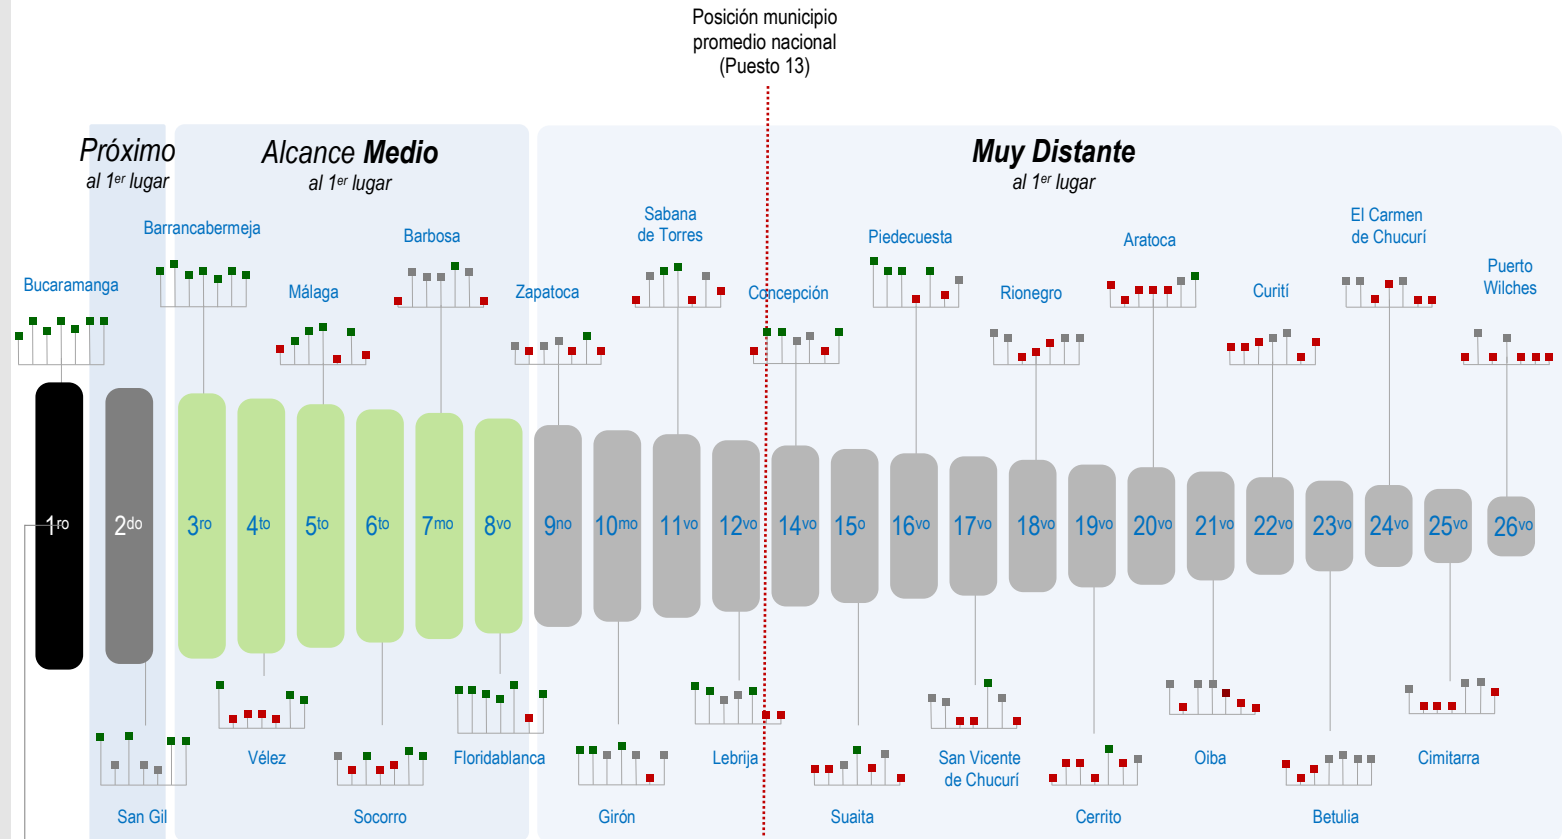 Posición municipio
promedio nacional
(Puesto 13)
Próximo
al 1er lugar
Alcance Medio
al 1er lugar
Muy Distante
al 1er lugar
Bucaramanga
Barrancabermeja
Málaga
Barbosa
Zapatoca
Sabana
de Torres
Concepción
Piedecuesta
Rionegro
Aratoca
Curití
El Carmen
de Chucurí
Puerto
Wilches
1ro
2do
3ro
4to
5to
6to
7mo
8vo
9no
10mo
11vo
12vo
14vo
15o
16vo
17vo
18vo
19vo
20vo
21vo
22vo
23vo
24vo
25vo
26vo
San Gil
Vélez
Socorro
Floridablanca
Girón
Lebrija
Suaita
San Vicente
de Chucurí
Cerrito
Oiba
Betulia
Cimitarra